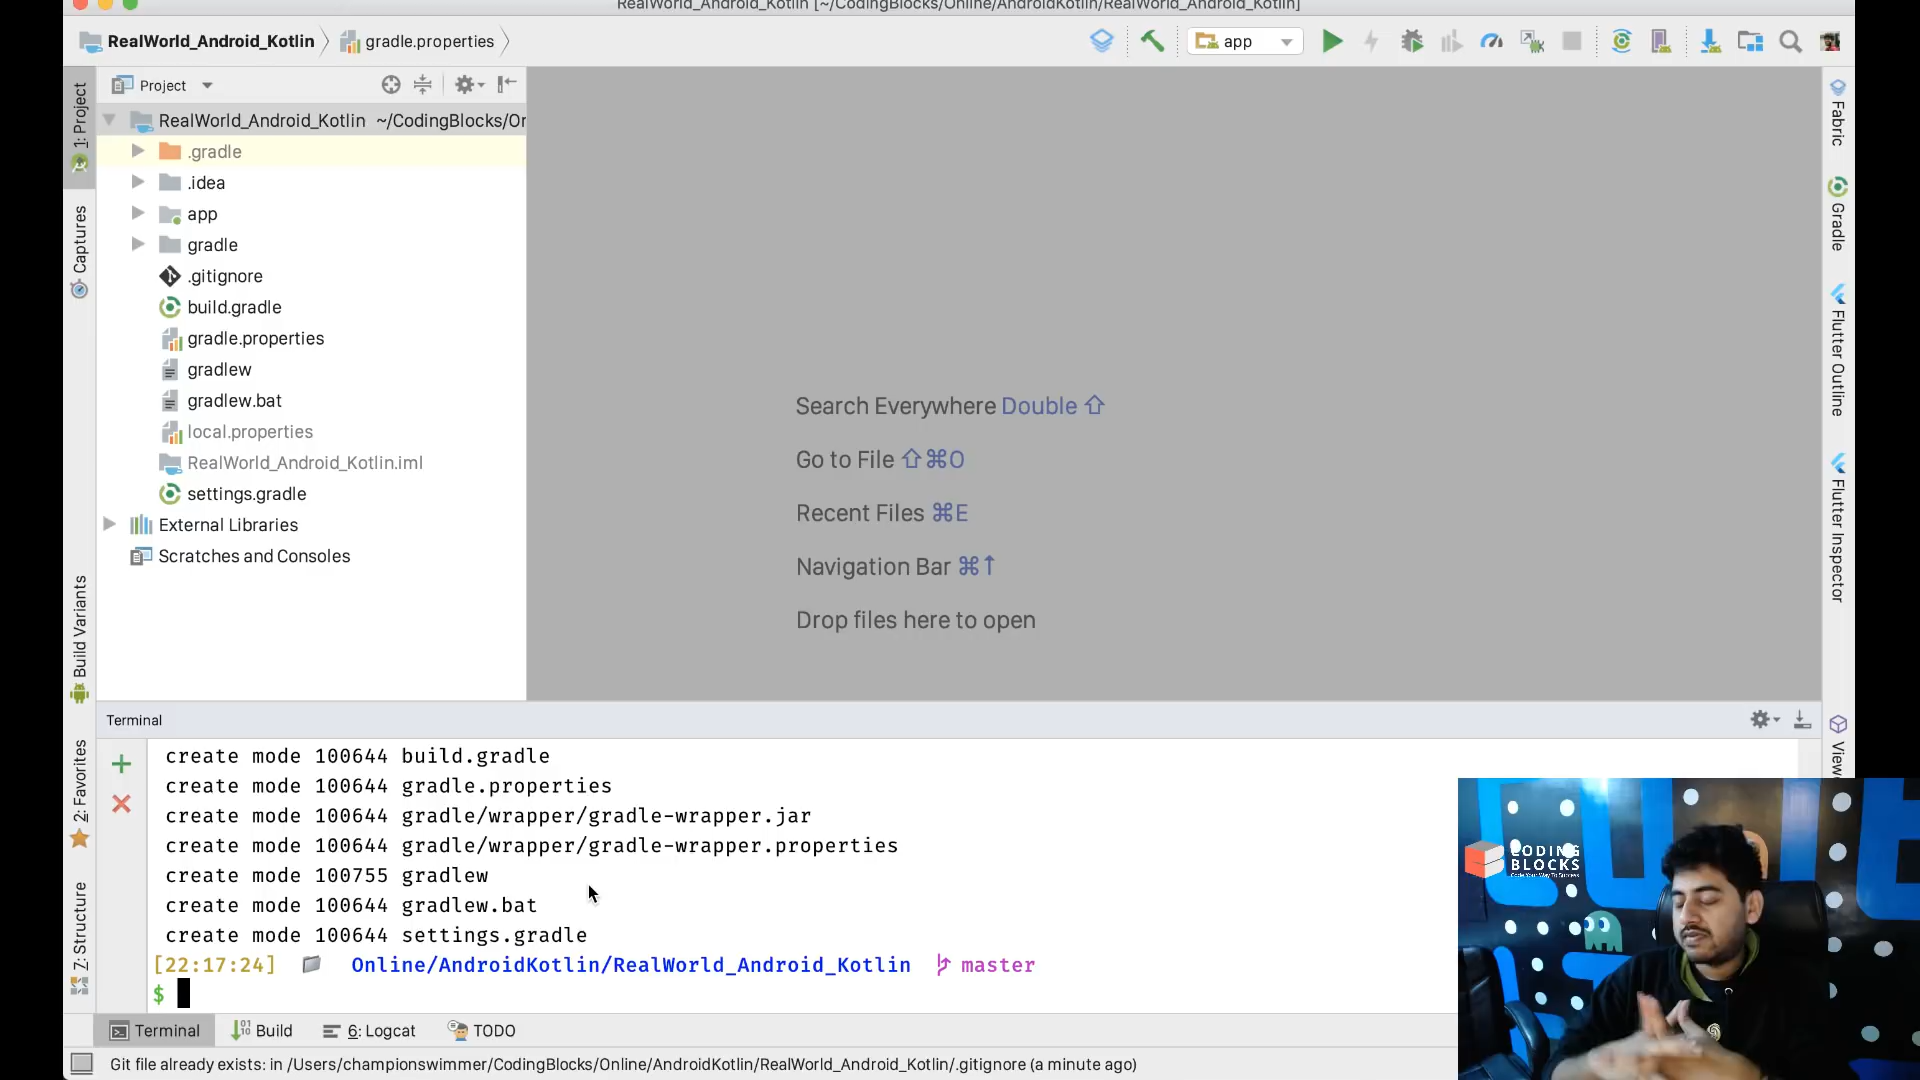 RealWorld_Android_Kotlin [~/CodingBlocks/Online/AndroidKotlin/RealWorld_Android_Kotlin]
RealWorld_Android_Kotlin
gradle.properties
app
1: Project
Captures
Build Variants
2: Favorites
7: Structure
Project
RealWorld_Android_Kotlin ~/CodingBlocks/Or
.gradle
.idea
app
gradle
.gitignore
build.gradle
gradle.properties
gradlew
gradlew.bat
local.properties
RealWorld_Android_Kotlin.iml
settings.gradle
External Libraries
Scratches and Consoles
Search Everywhere Double ⇧
Go to File ⇧⌘O
Recent Files ⌘E
Navigation Bar ⌘↑
Drop files here to open
Fabric
Gradle
Flutter Outline
Flutter Inspector
Terminal
create mode 100644 build.gradle
create mode 100644 gradle.properties
create mode 100644 gradle/wrapper/gradle-wrapper.jar
create mode 100644 gradle/wrapper/gradle-wrapper.properties
create mode 100755 gradlew
create mode 100644 gradlew.bat
create mode 100644 settings.gradle
[22:17:24] Online/AndroidKotlin/RealWorld_Android_Kotlin master
$
CODING
BLOCKS
Code Your Way To Success
Terminal
Build
6: Logcat
TODO
Git file already exists: in /Users/championswimmer/CodingBlocks/Online/AndroidKotlin/RealWorld_Android_Kotlin/.gitignore (a minute ago)